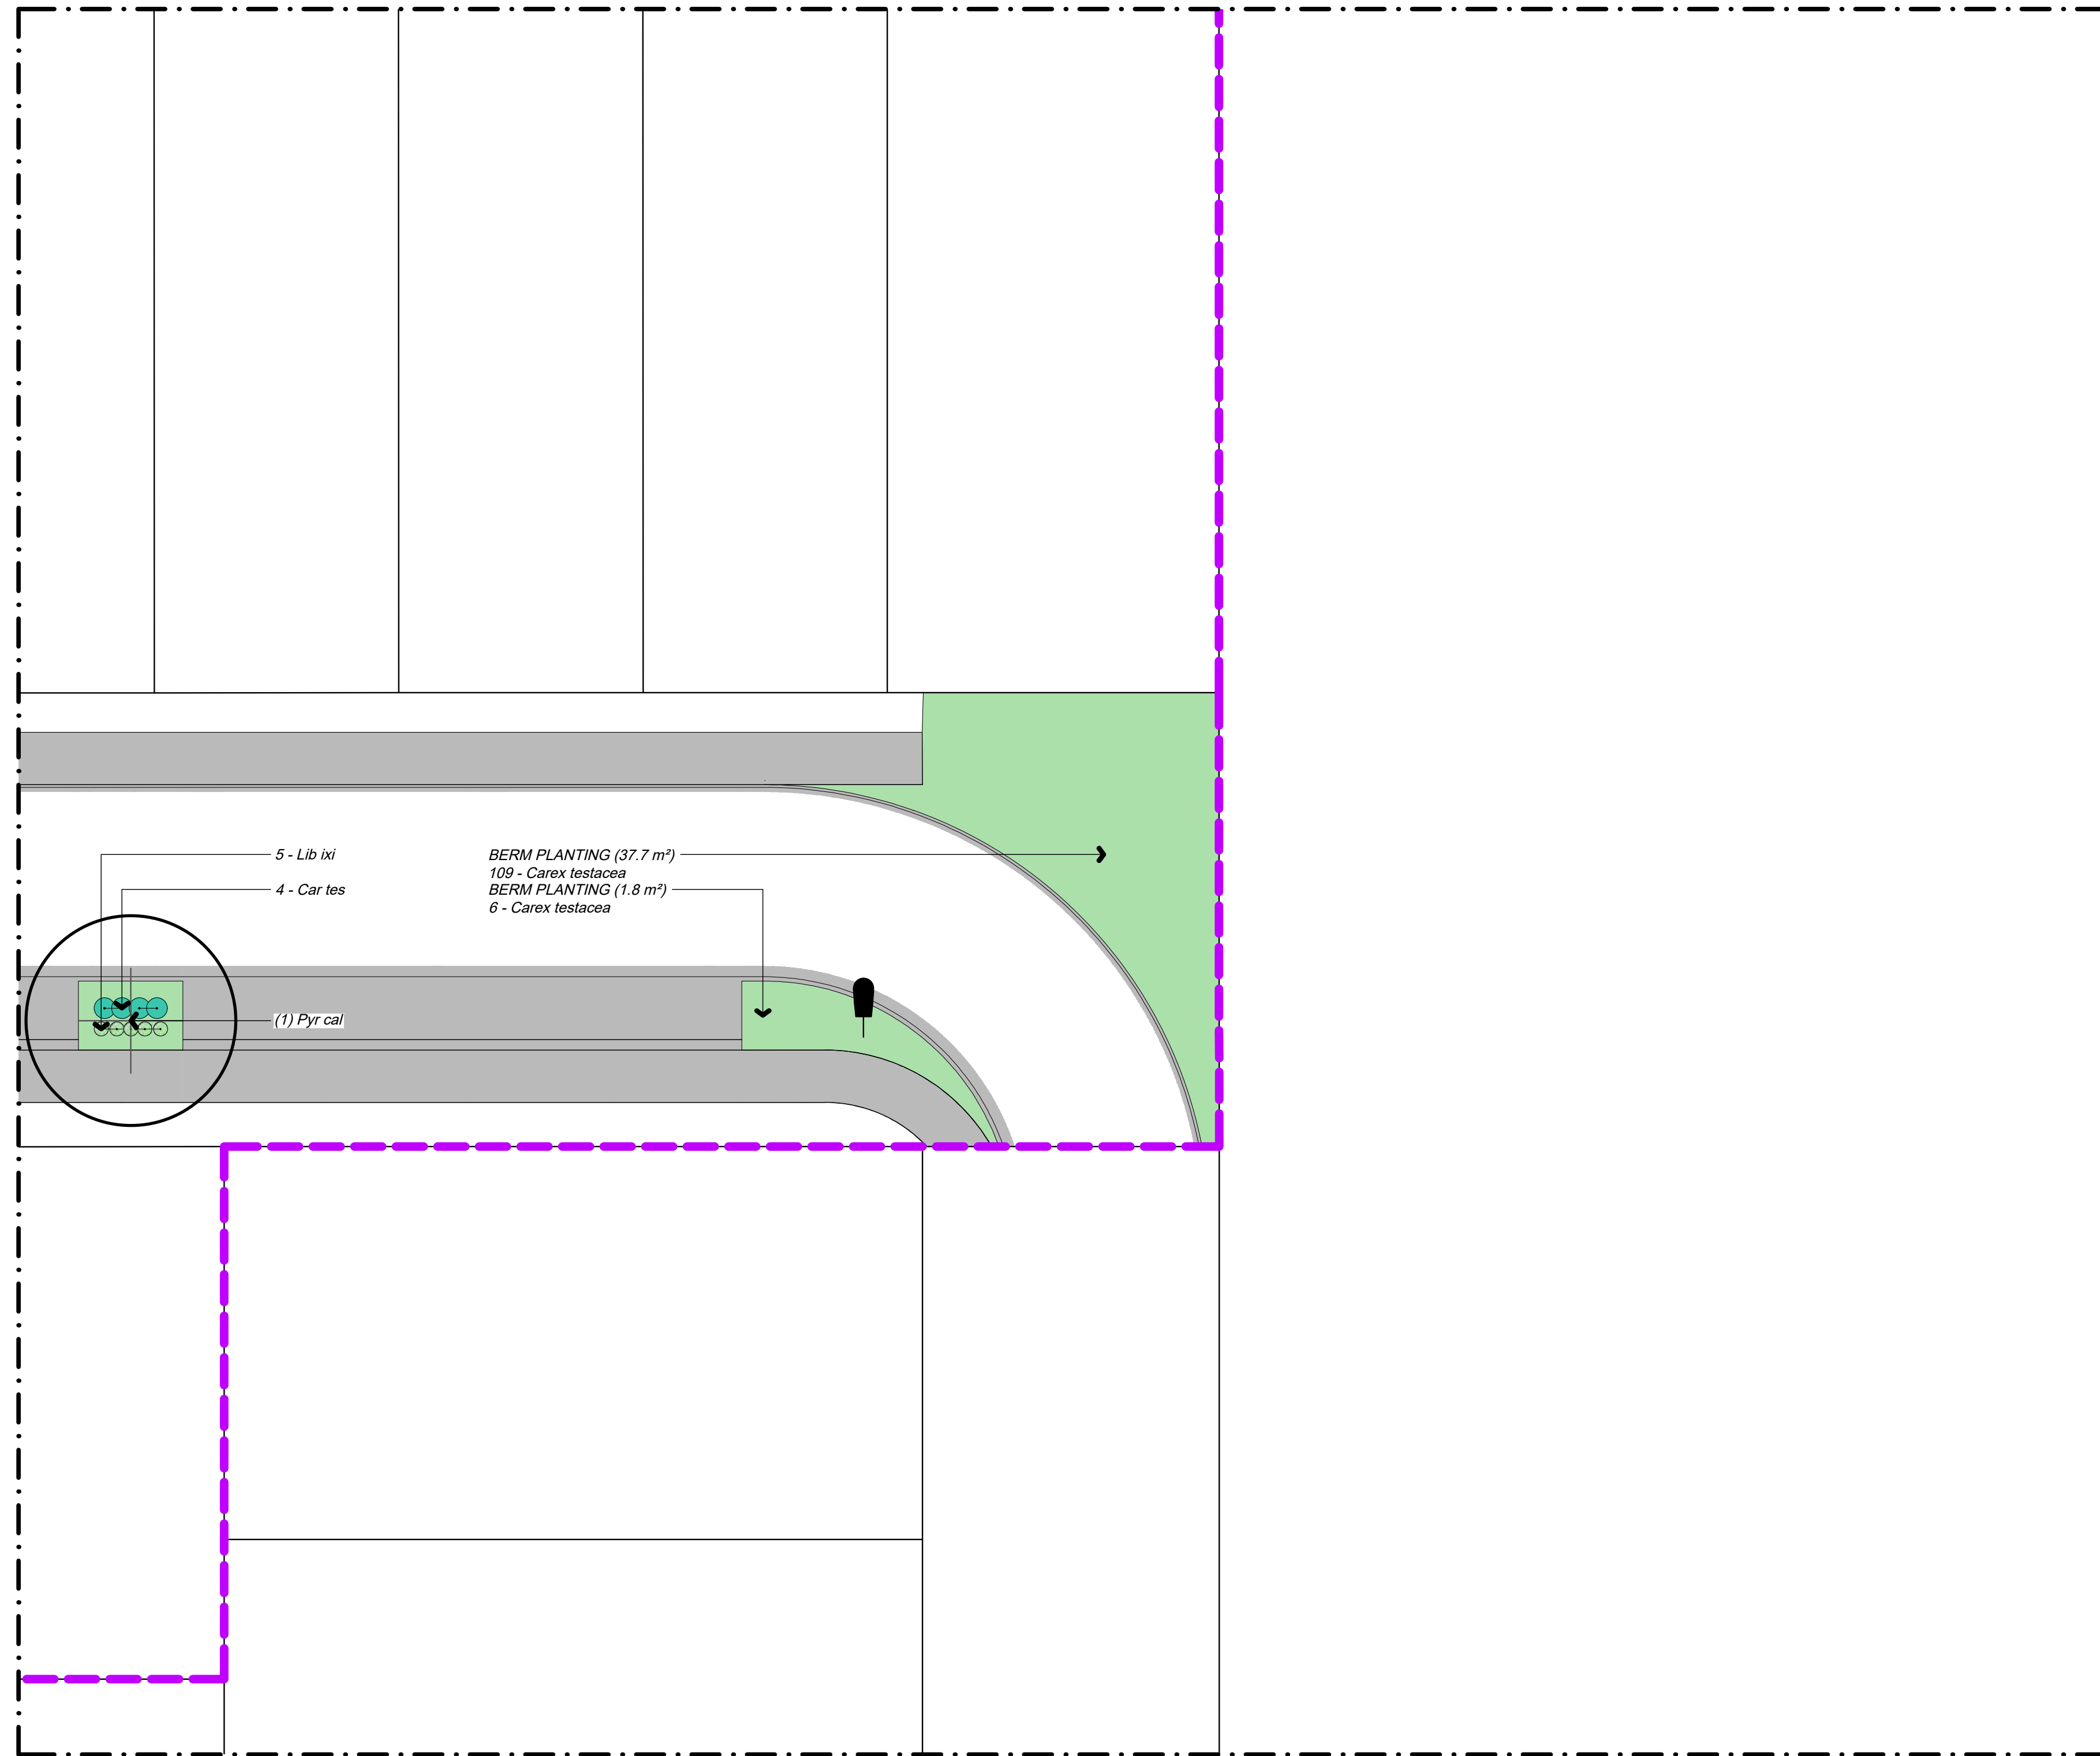 5 - Lib ixi
4 - Car tes
BERM PLANTING (37.7 m²)
109 - Carex testacea
BERM PLANTING (1.8 m²)
6 - Carex testacea
(1) Pyr cal